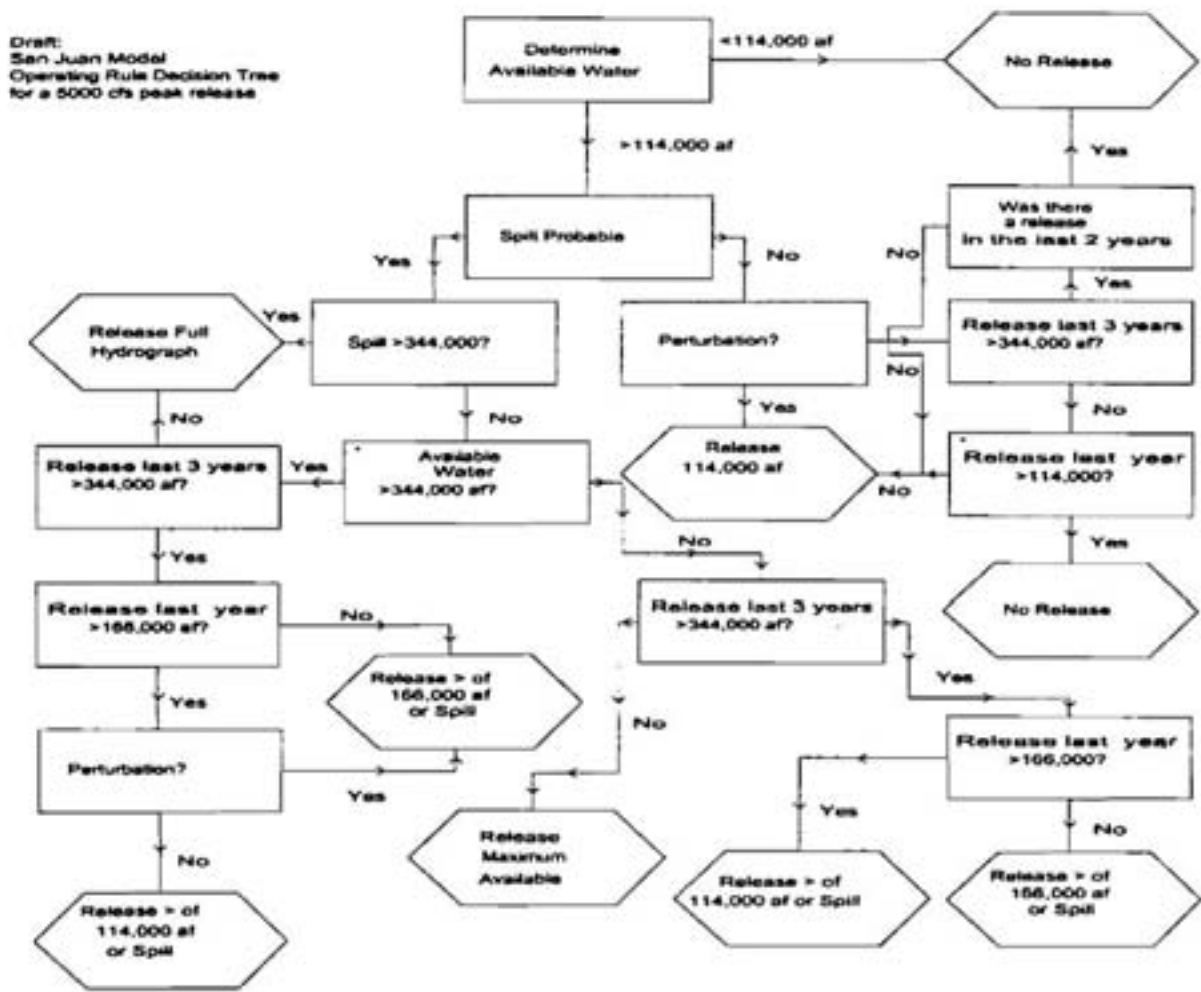 Draft:
San Juan Model
Operating Rule Decision Tree
for a 5000 cfs peak release
Determine
Available Water
<114,000 af
No Release
>114,000 af
Yes
Was there
a release
in the last 2 years
Spill Probable
Yes
No
No
Yes
Release Full
Hydrograph
Yes
Spill >344,000?
Perturbation?
Release last 3 years
>344,000 af?
No
No
No
Yes
No
Release last 3 years
>344,000 af?
Yes
Available
Water
>344,000 af?
Release
114,000 af
No
Release last year
>114,000?
Yes
No
Yes
Release last year
>166,000 af?
No
Release last 3 years
>344,000 af?
No Release
Yes
Release > of
166,000 af
or Spill
No
Yes
Perturbation?
Yes
Release last year
>166,000?
No
Release
Maximum
Available
Yes
No
Release > of
114,000 af
or Spill
Release > of
114,000 af or Spill
Release > of
166,000 af
or Spill